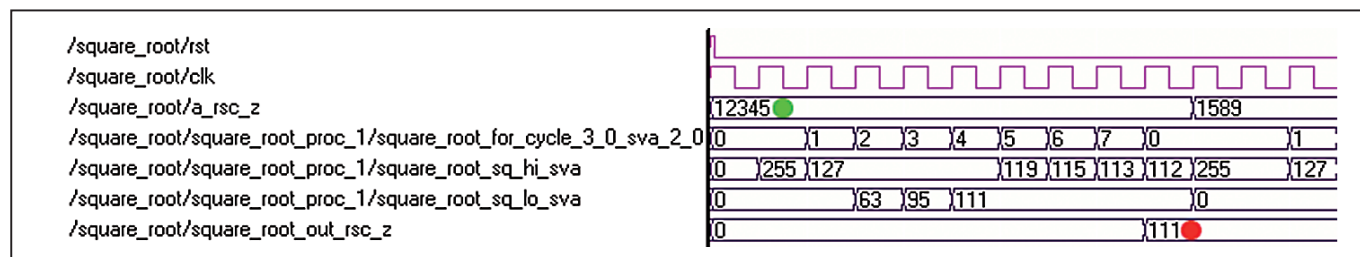 /square_root/rst
/square_root/clk
/square_root/a_rsc_z 12345 1589
/square_root/square_root_proc_1/square_root_for_cycle_3_0_sva_2_0 0 1 2 3 4 5 6 7 0 1
/square_root/square_root_proc_1/square_root_sq_hi_sva 0 255 127 119 115 113 112 255 127
/square_root/square_root_proc_1/square_root_sq_lo_sva 0 63 95 111 0
/square_root/square_root_out_rsc_z 0 111